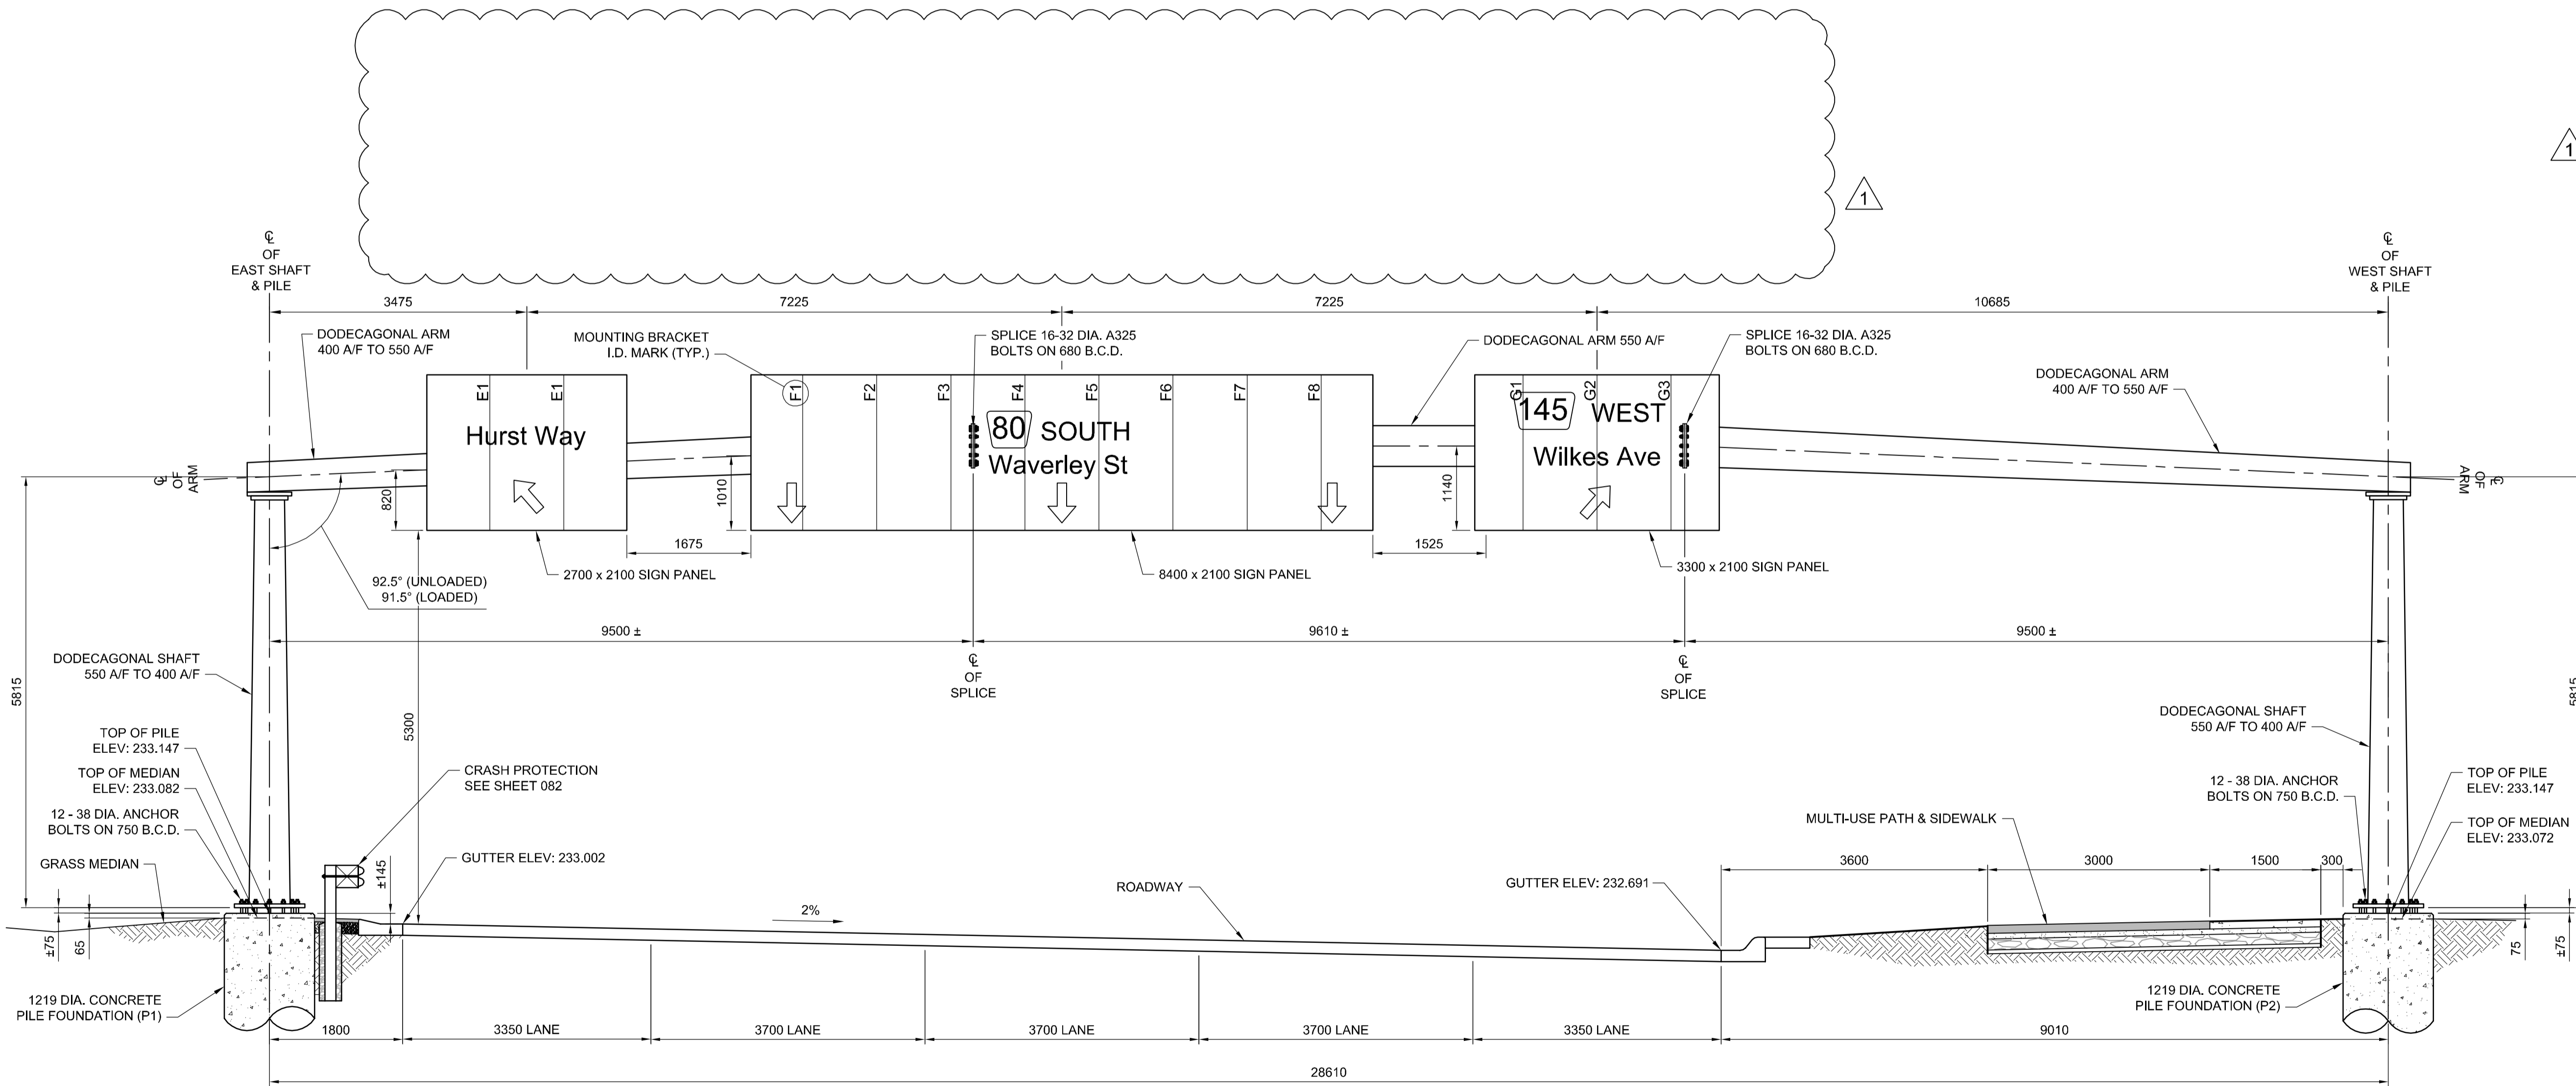 1
1
℄
OF
EAST SHAFT
& PILE
℄
OF
WEST SHAFT
& PILE
3475
7225
7225
10685
DODECAGONAL ARM
400 A/F TO 550 A/F
MOUNTING BRACKET
I.D. MARK (TYP.)
SPLICE 16-32 DIA. A325
BOLTS ON 680 B.C.D.
DODECAGONAL ARM 550 A/F
SPLICE 16-32 DIA. A325
BOLTS ON 680 B.C.D.
DODECAGONAL ARM
400 A/F TO 550 A/F
E1
E1
F1
F2
F3
F4
F5
F6
F7
F8
G1
G2
G3
Hurst Way
80 SOUTH
Waverley St
145 WEST
Wilkes Ave
℄
OF
ARM
℄
OF
ARM
820
1010
1140
1675
1525
2700 x 2100 SIGN PANEL
8400 x 2100 SIGN PANEL
3300 x 2100 SIGN PANEL
92.5° (UNLOADED)
91.5° (LOADED)
9500 ±
9610 ±
9500 ±
℄
OF
SPLICE
℄
OF
SPLICE
DODECAGONAL SHAFT
550 A/F TO 400 A/F
DODECAGONAL SHAFT
550 A/F TO 400 A/F
5815
5300
5815
TOP OF PILE
ELEV: 233.147
TOP OF MEDIAN
ELEV: 233.082
12 - 38 DIA. ANCHOR
BOLTS ON 750 B.C.D.
GRASS MEDIAN
CRASH PROTECTION
SEE SHEET 082
±145
GUTTER ELEV: 233.002
2%
ROADWAY
GUTTER ELEV: 232.691
MULTI-USE PATH & SIDEWALK
12 - 38 DIA. ANCHOR
BOLTS ON 750 B.C.D.
TOP OF PILE
ELEV: 233.147
TOP OF MEDIAN
ELEV: 233.072
3600
3000
1500
300
±75
65
75
±75
1219 DIA. CONCRETE
PILE FOUNDATION (P1)
1219 DIA. CONCRETE
PILE FOUNDATION (P2)
1800
3350 LANE
3700 LANE
3700 LANE
3700 LANE
3350 LANE
9010
28610